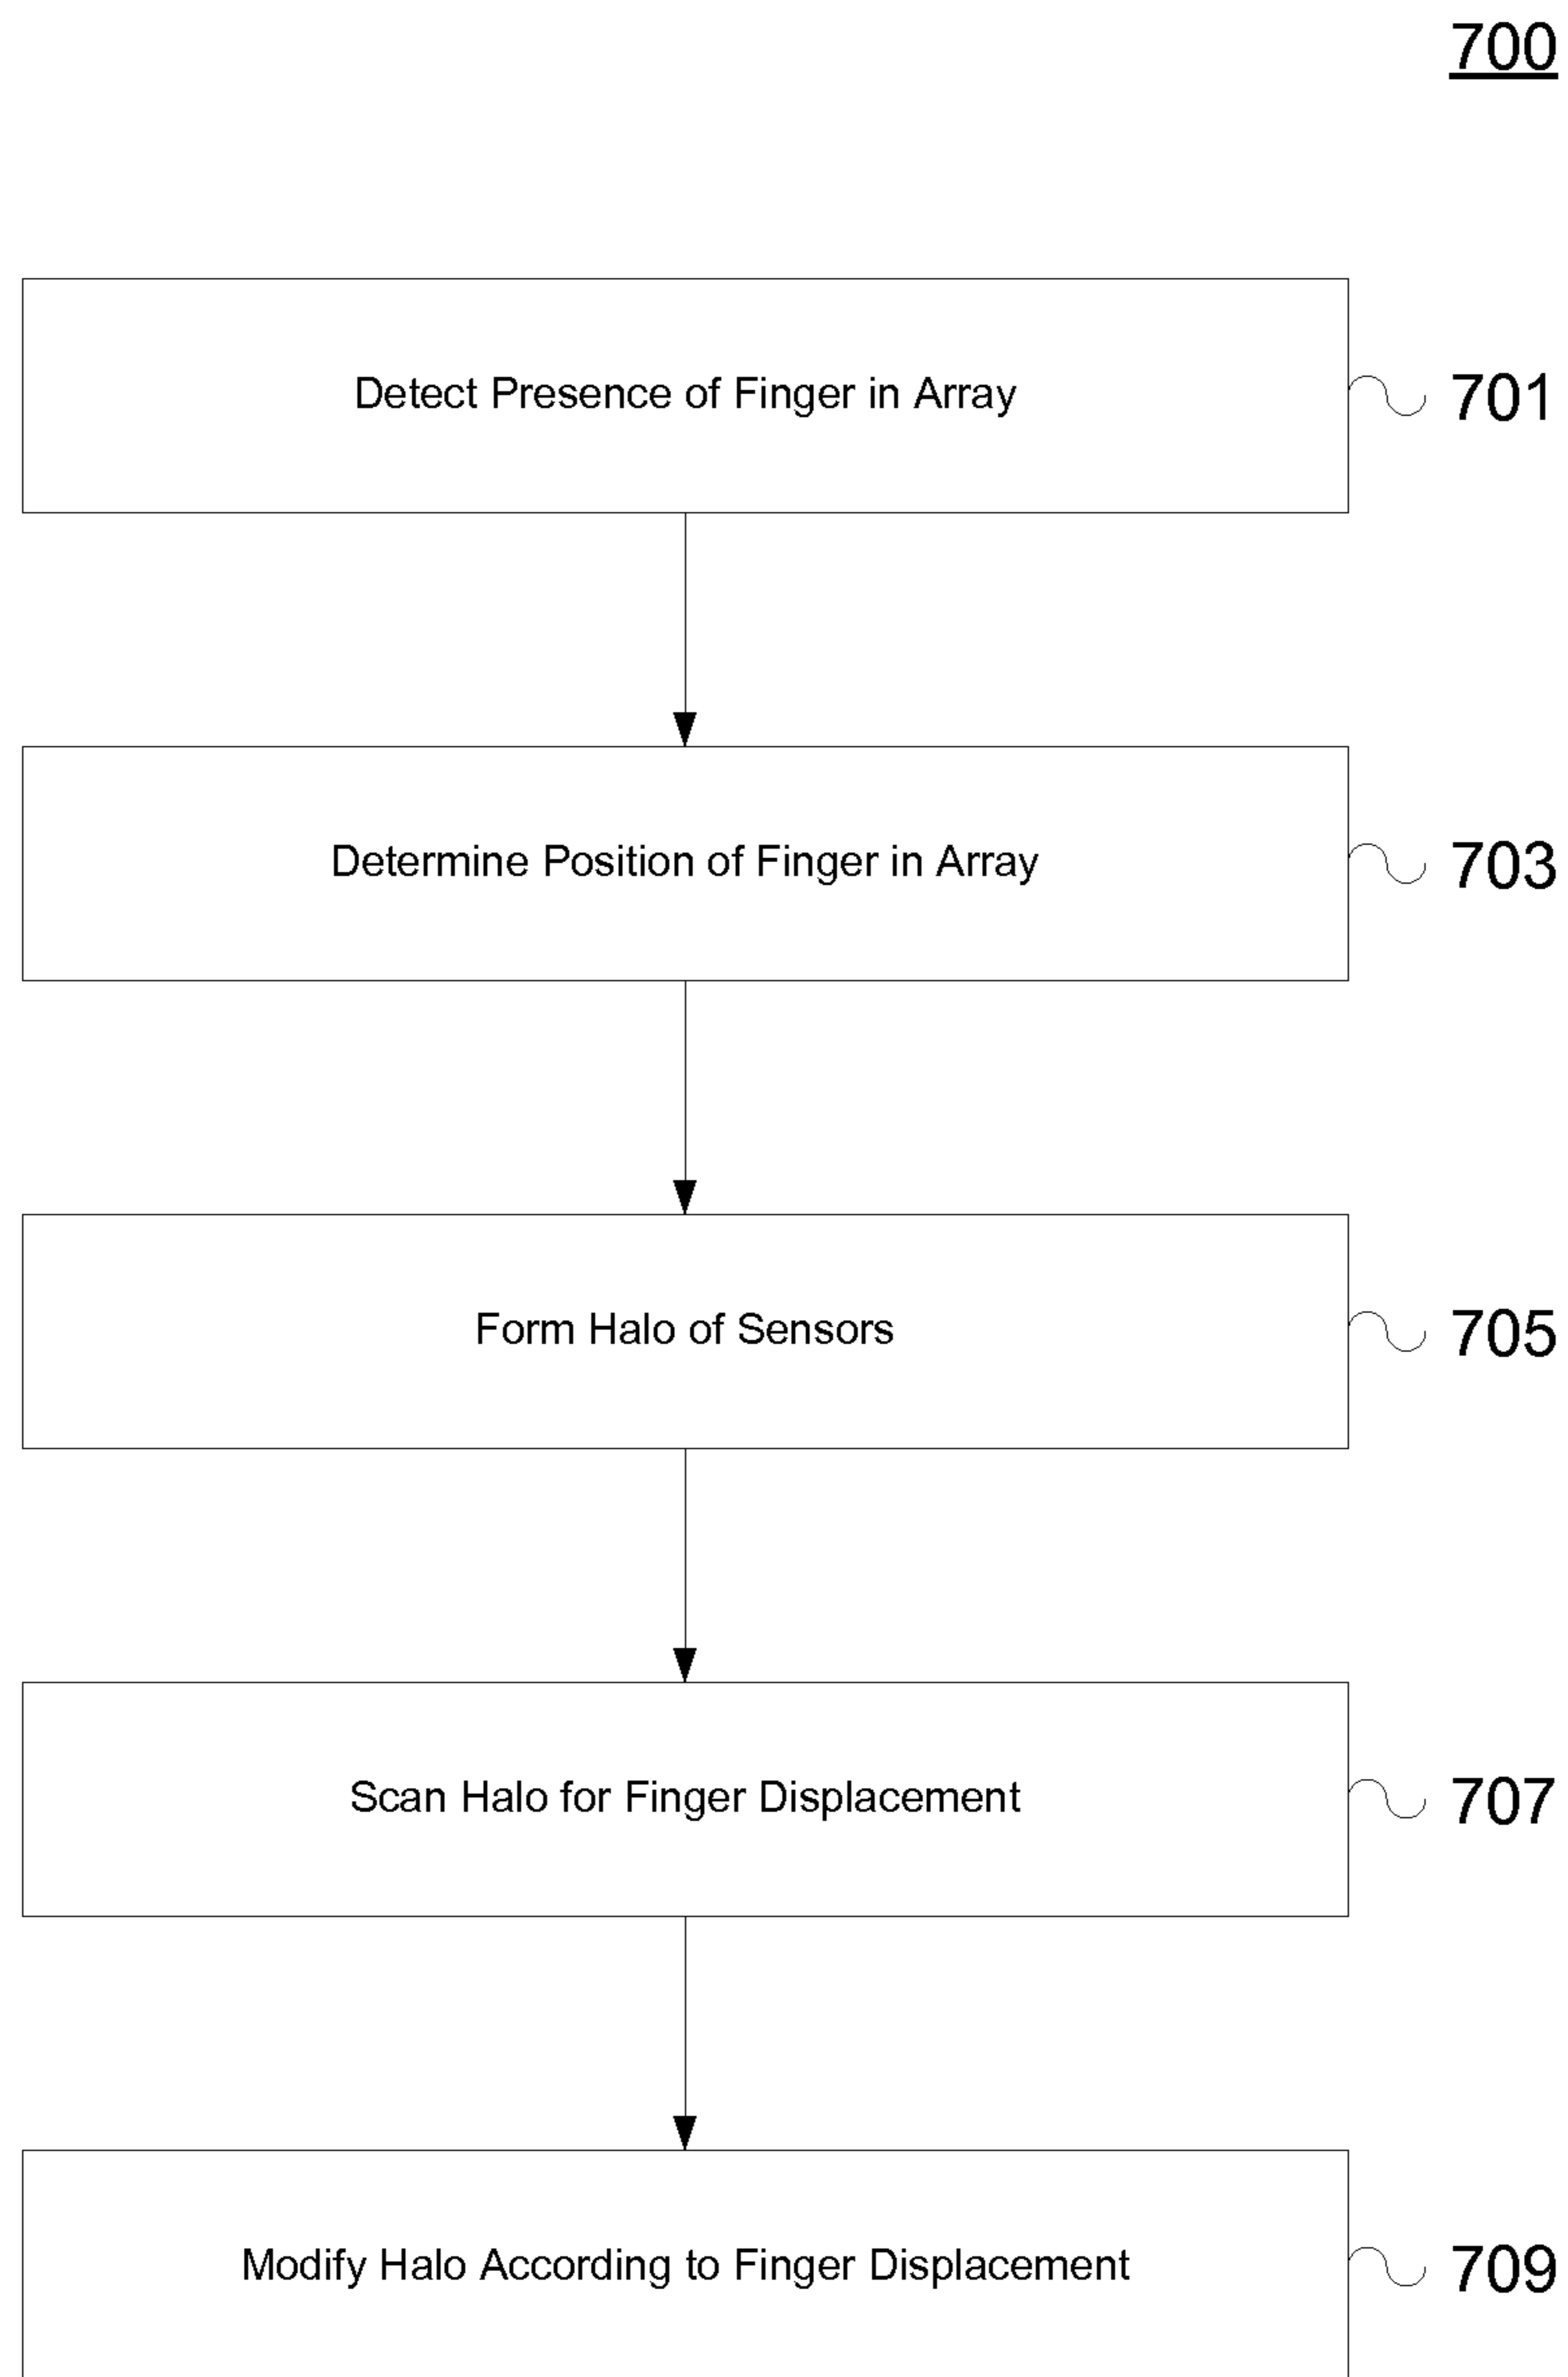 700
Detect Presence of Finger in Array
701
Determine Position of Finger in Array
703
Form Halo of Sensors
705
Scan Halo for Finger Displacement
707
Modify Halo According to Finger Displacement
709